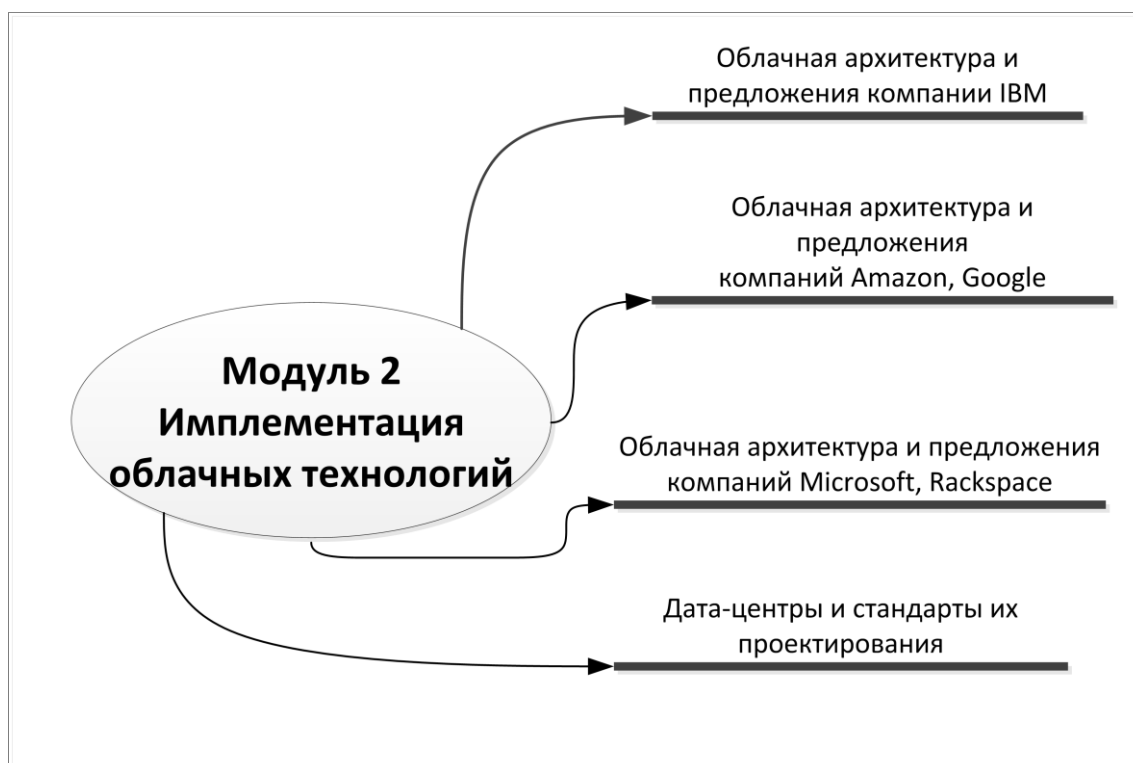 Облачная архитектура и
предложения компании IBM
Облачная архитектура и
предложения
компаний Amazon, Google
Модуль 2
Имплементация
облачных технологий
Облачная архитектура и предложения
компаний Microsoft, Rackspace
Дата-центры и стандарты их
проектирования